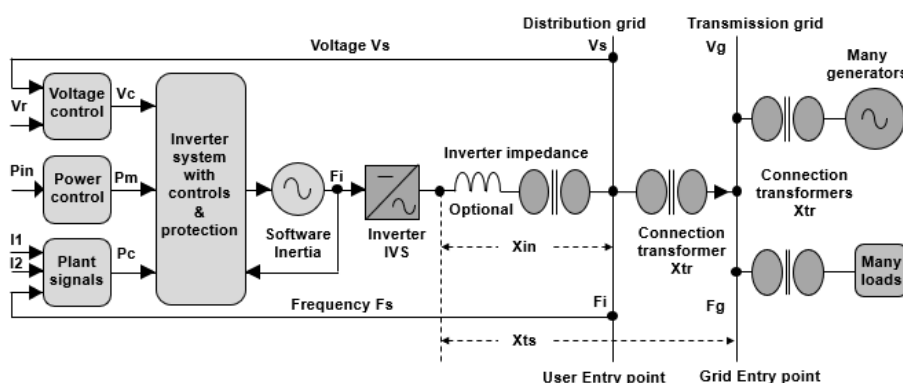 Distribution grid
Transmission grid
Voltage Vs
Vs
Vg
Many
generators
Voltage
control
Vc
Vr
Inverter
system
with
controls
&
protection
Pin
Power
control
Pm
Fi
Inverter impedance
Optional
Software
Inertia
Inverter
IVS
Xin
Connection
transformer
Xtr
Connection
transformers
Xtr
I1
I2
Plant
signals
Pc
Many
loads
Frequency Fs
Fi
Fg
Xts
User Entry point
Grid Entry point